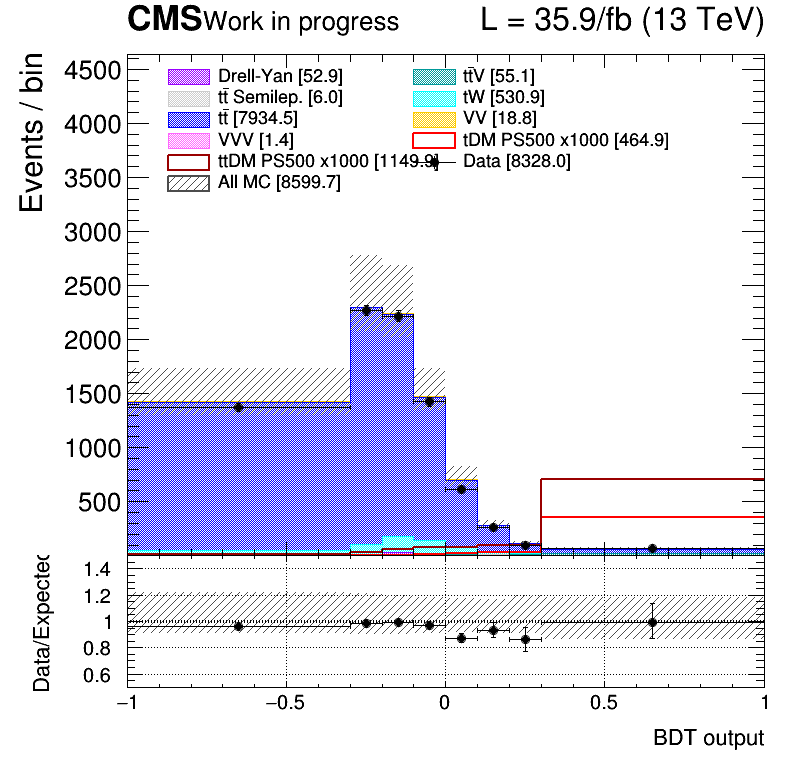 CMS Work in progress L = 35.9/fb (13 TeV)
Events / bin
4500
4000
3500
3000
2500
2000
1500
1000
500
Drell-Yan [52.9]
tt̄V [55.1]
tt̄ Semilep. [6.0]
tW [530.9]
tt̄ [7934.5]
VV [18.8]
VVV [1.4]
tDM PS500 x1000 [464.9]
ttDM PS500 x1000 [1149.9]
Data [8328.0]
All MC [8599.7]
Data/Expected
1.4
1.2
1
0.8
0.6
−1 −0.5 0 0.5 1
BDT output